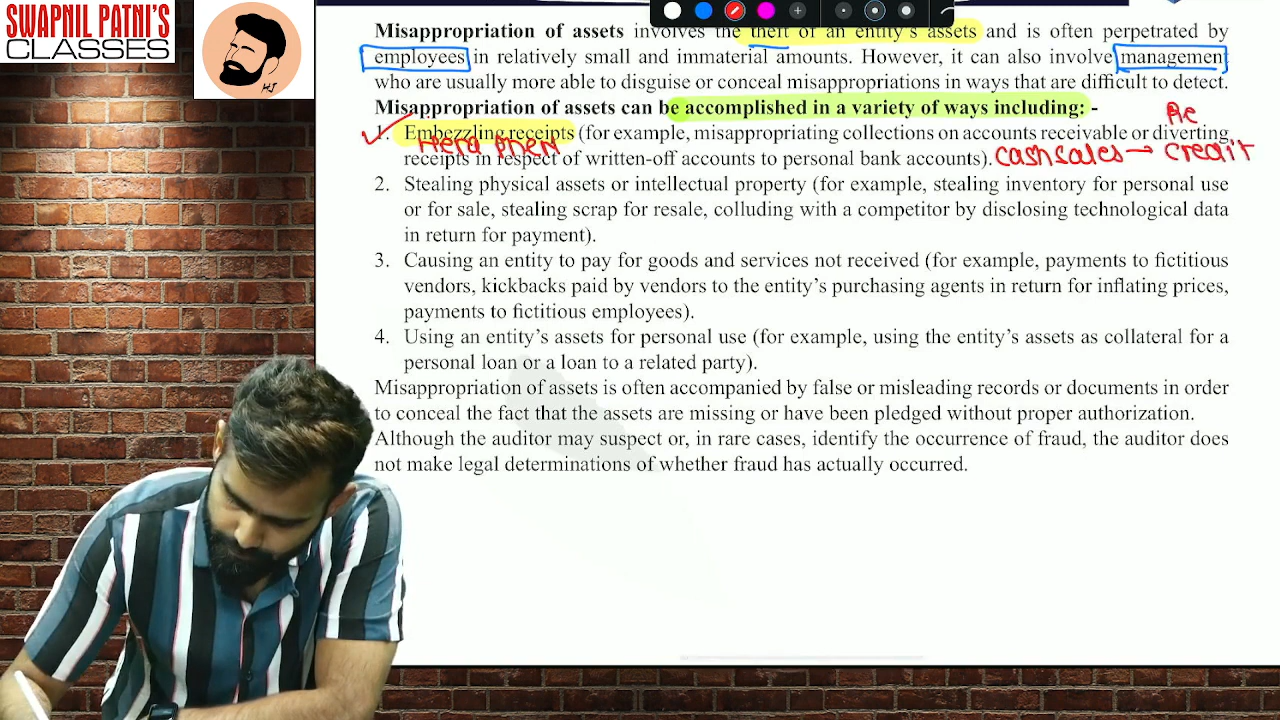 SWAPNIL PATNI'S
CLASSES
HJ
Misappropriation of assets involves the theft of an entity's assets and is often perpetrated by
employees in relatively small and immaterial amounts. However, it can also involve management
who are usually more able to disguise or conceal misappropriations in ways that are difficult to detect.
Misappropriation of assets can be accomplished in a variety of ways including: -
1. Embezzling receipts (for example, misappropriating collections on accounts receivable or diverting
receipts in respect of written-off accounts to personal bank accounts). cash sales → credit
Hera pheri
2. Stealing physical assets or intellectual property (for example, stealing inventory for personal use
or for sale, stealing scrap for resale, colluding with a competitor by disclosing technological data
in return for payment).
3. Causing an entity to pay for goods and services not received (for example, payments to fictitious
vendors, kickbacks paid by vendors to the entity's purchasing agents in return for inflating prices,
payments to fictitious employees).
4. Using an entity's assets for personal use (for example, using the entity's assets as collateral for a
personal loan or a loan to a related party).
Misappropriation of assets is often accompanied by false or misleading records or documents in order
to conceal the fact that the assets are missing or have been pledged without proper authorization.
Although the auditor may suspect or, in rare cases, identify the occurrence of fraud, the auditor does
not make legal determinations of whether fraud has actually occurred.